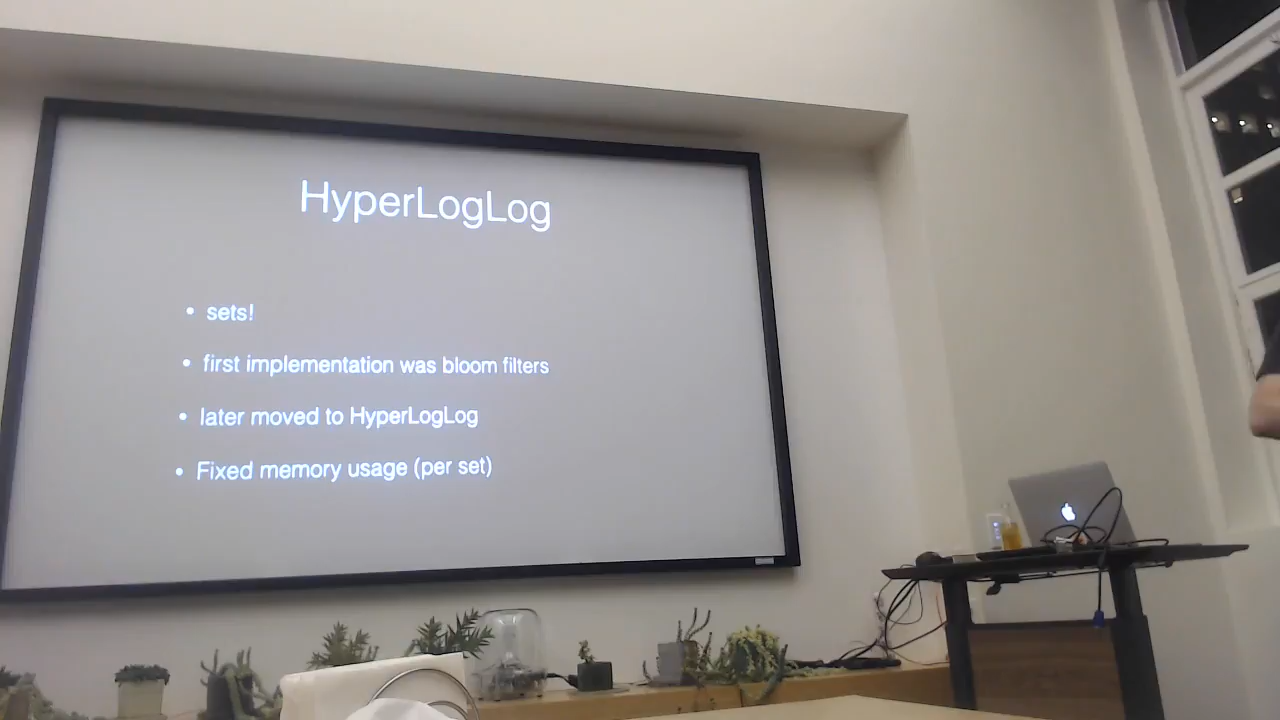 HyperLogLog
• sets!
• first implementation was bloom filters
• later moved to HyperLogLog
• Fixed memory usage (per set)